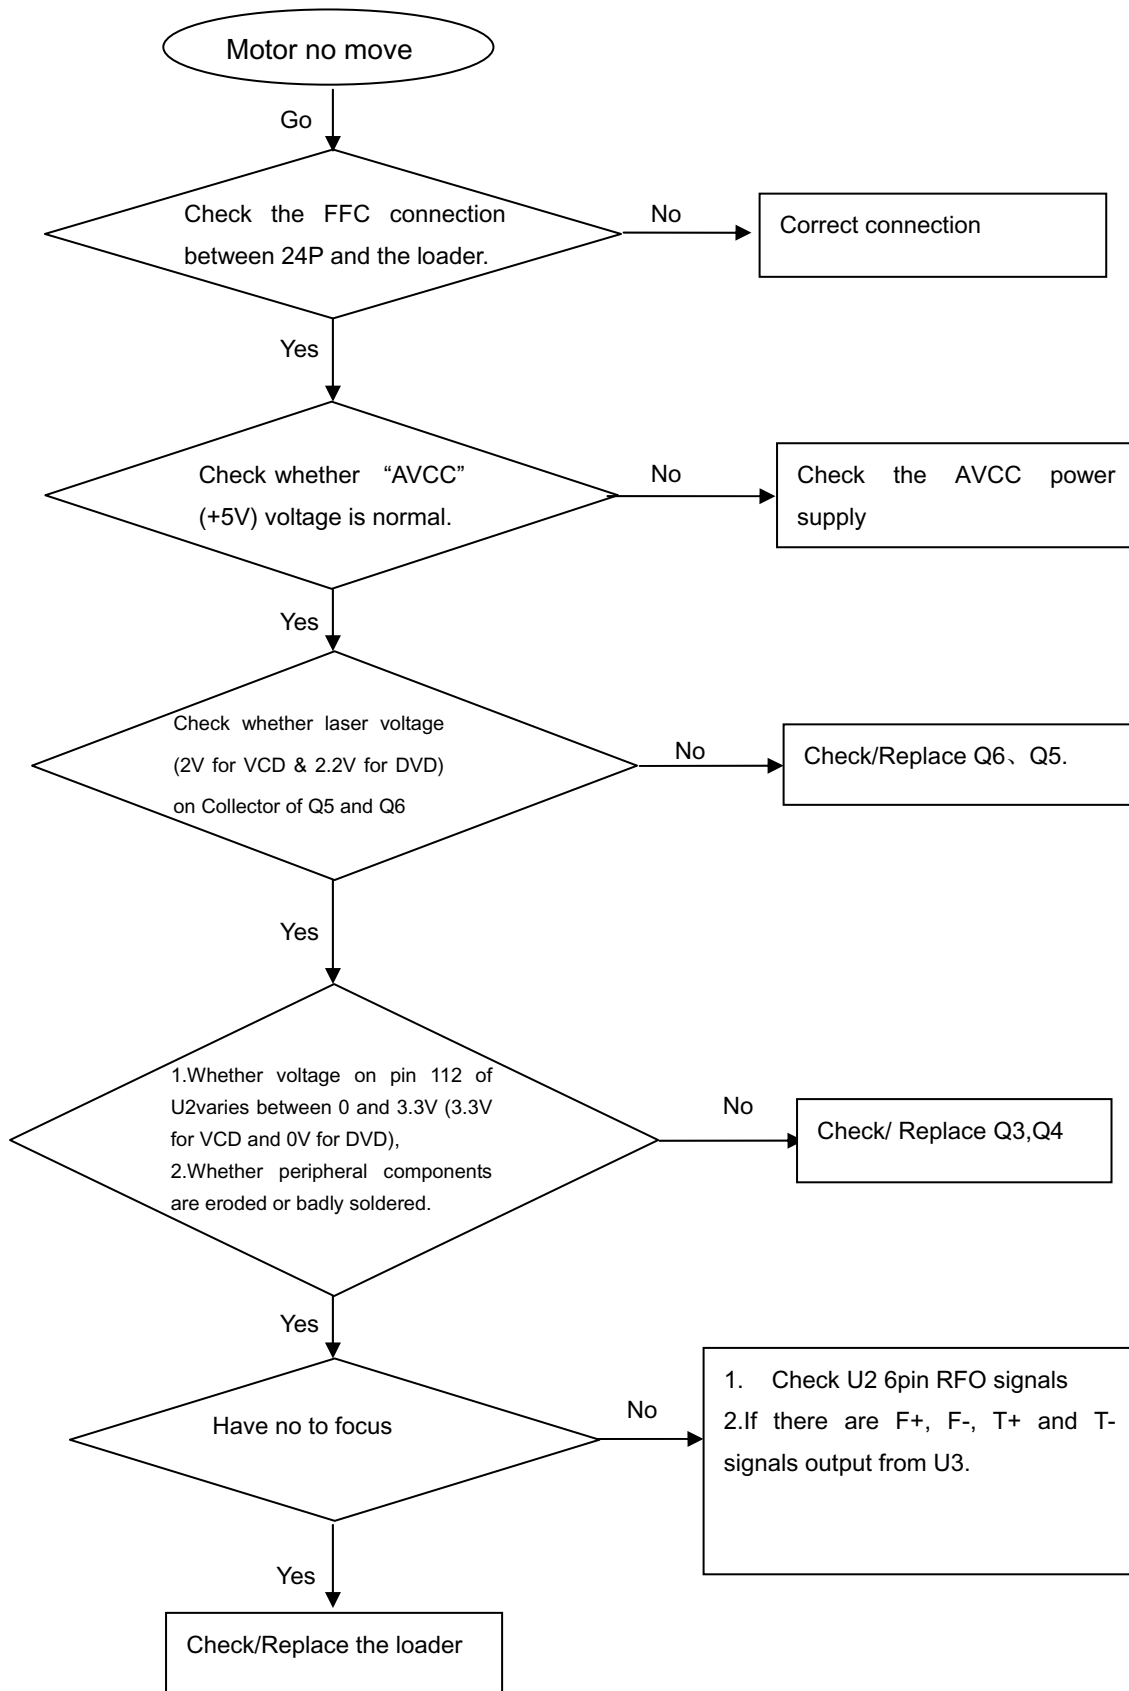 Motor no move
Go
Check the FFC connection
between 24P and the loader.
No
Correct connection
Yes
Check whether “AVCC”
(+5V) voltage is normal.
No
Check the AVCC power
supply
Yes
Check whether laser voltage
(2V for VCD & 2.2V for DVD)
on Collector of Q5 and Q6
No
Check/Replace Q6、Q5.
Yes
1.Whether voltage on pin 112 of
U2varies between 0 and 3.3V (3.3V
for VCD and 0V for DVD),
2.Whether peripheral components
are eroded or badly soldered.
No
Check/ Replace Q3,Q4
Yes
Have no to focus
No
1. Check U2 6pin RFO signals
2.If there are F+, F-, T+ and T-
signals output from U3.
Yes
Check/Replace the loader